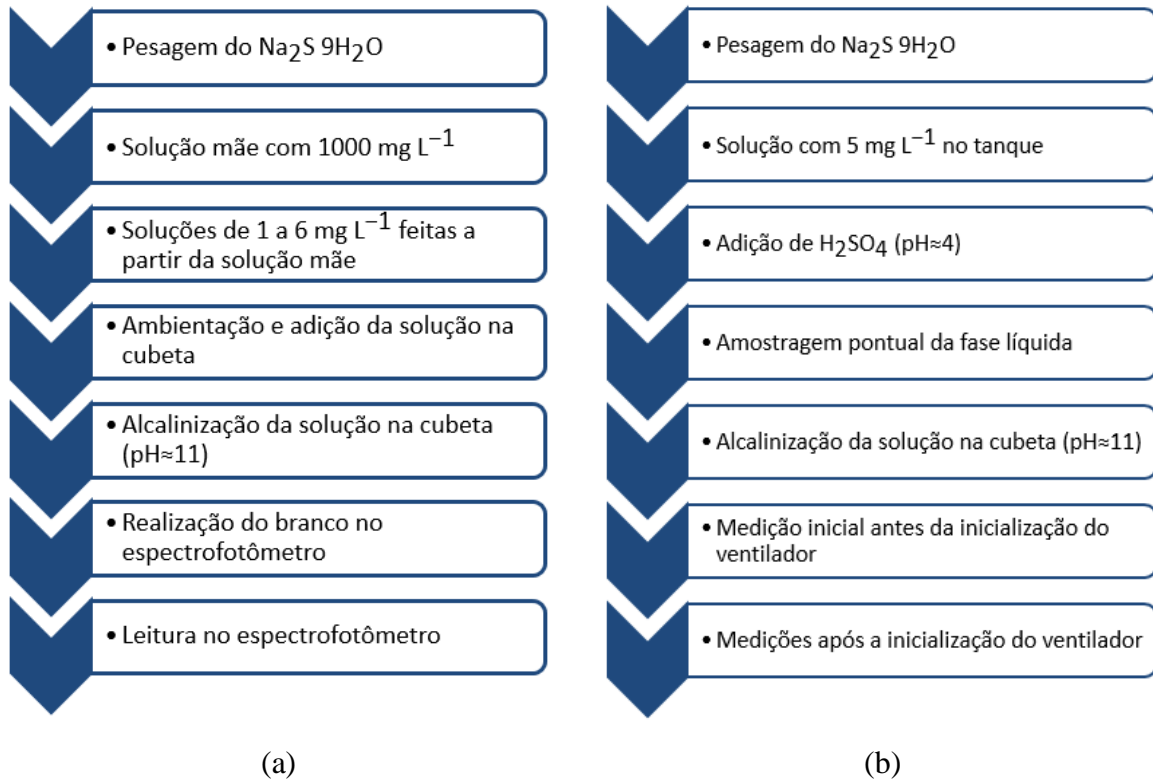 • Pesagem do Na₂S 9H₂O
• Solução mãe com 1000 mg L⁻¹
• Soluções de 1 a 6 mg L⁻¹ feitas a
partir da solução mãe
• Ambientação e adição da solução na
cubeta
• Alcalinização da solução na cubeta
(pH≈11)
• Realização do branco no
espectrofotômetro
• Leitura no espectrofotômetro
(a)
• Pesagem do Na₂S 9H₂O
• Solução com 5 mg L⁻¹ no tanque
• Adição de H₂SO₄ (pH≈4)
• Amostragem pontual da fase líquida
• Alcalinização da solução na cubeta (pH≈11)
• Medição inicial antes da inicialização do
ventilador
• Medições após a inicialização do ventilador
(b)